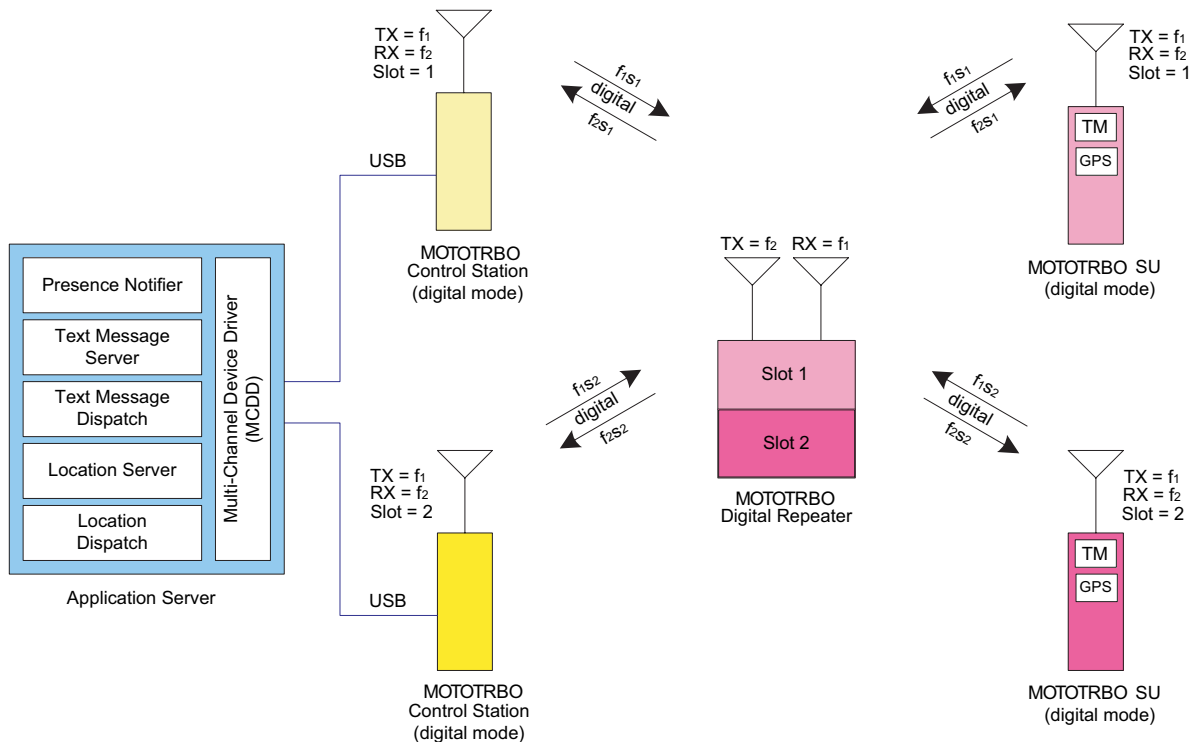 TX = f1
RX = f2
Slot = 1
f1s1
digital
f2s1
USB
MOTOTRBO
Control Station
(digital mode)
f1s1
digital
f2s1
TX = f1
RX = f2
Slot = 1
TM
GPS
MOTOTRBO SU
(digital mode)
Presence Notifier
Text Message
Server
Text Message
Dispatch
Location Server
Location
Dispatch
Multi-Channel Device Driver
(MCDD)
Application Server
TX = f2
RX = f1
Slot 1
Slot 2
MOTOTRBO
Digital Repeater
f1s2
digital
f2s2
TX = f1
RX = f2
Slot = 2
USB
MOTOTRBO
Control Station
(digital mode)
f1s2
digital
f2s2
TX = f1
RX = f2
Slot = 2
TM
GPS
MOTOTRBO SU
(digital mode)